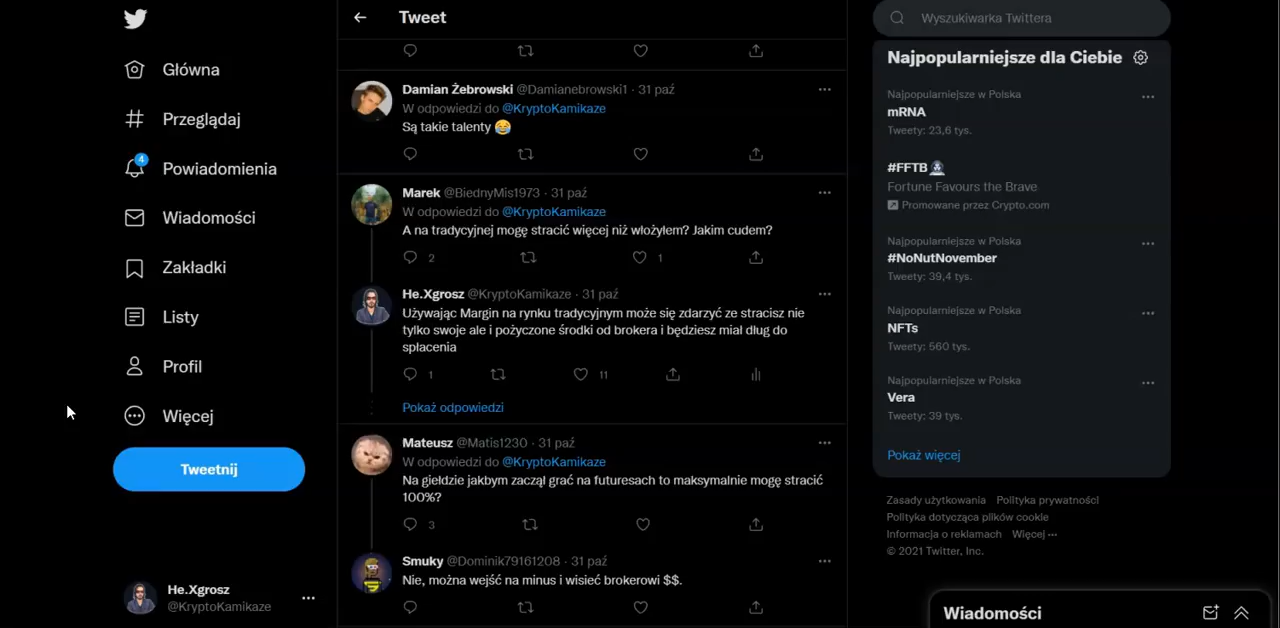 Tweet
Wyszukiwarka Twittera
Główna
Przeglądaj
4
Powiadomienia
Wiadomości
Zakładki
Listy
Profil
Więcej
Tweetnij
He.Xgrosz
@KryptoKamikaze
Damian Żebrowski @Damianebrowski1 · 31 paź
W odpowiedzi do @KryptoKamikaze
Są takie talenty 😂
Marek @BiednyMis1973 · 31 paź
W odpowiedzi do @KryptoKamikaze
A na tradycyjnej mogę stracić więcej niż włożyłem? Jakim cudem?
2 1
He.Xgrosz @KryptoKamikaze · 31 paź
Używając Margin na rynku tradycyjnym może się zdarzyć ze stracisz nie
tylko swoje ale i pożyczone środki od brokera i będziesz mial dług do
spłacenia
1 11
Pokaż odpowiedzi
Mateusz @Matis1230 · 31 paź
W odpowiedzi do @KryptoKamikaze
Na giełdzie jakbym zaczął grać na futuresach to maksymalnie mogę stracić
100%?
3
Smuky @Dominik79161208 · 31 paź
Nie, można wejść na minus i wisieć brokerowi $$.
Najpopularniejsze dla Ciebie
Najpopularniejsze w Polska
mRNA
Tweety: 23,6 tys.
#FFTB
Fortune Favours the Brave
Promowane przez Crypto.com
Najpopularniejsze w Polska
#NoNutNovember
Tweety: 39,4 tys.
Najpopularniejsze w Polska
NFTs
Tweety: 560 tys.
Najpopularniejsze w Polska
Vera
Tweety: 39 tys.
Pokaż więcej
Zasady użytkowania Polityka prywatności
Polityka dotycząca plików cookie
Informacja o reklamach Więcej ···
© 2021 Twitter, Inc.
Wiadomości